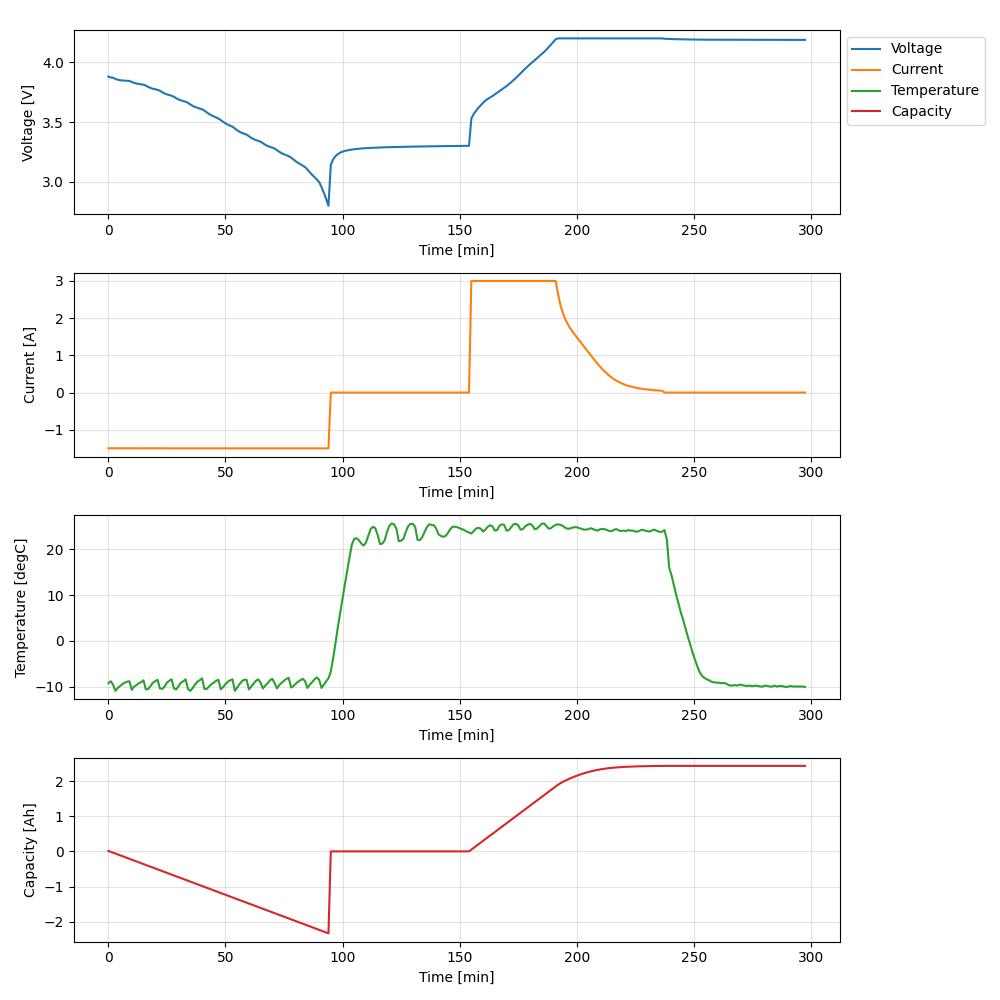 Voltage [V]
4.0
3.5
3.0
0 50 100 150 200 250 300
Time [min]
Voltage
Current
Temperature
Capacity
Current [A]
3
2
1
0
−1
0 50 100 150 200 250 300
Time [min]
Temperature [degC]
20
10
0
−10
0 50 100 150 200 250 300
Time [min]
Capacity [Ah]
2
1
0
−1
−2
0 50 100 150 200 250 300
Time [min]